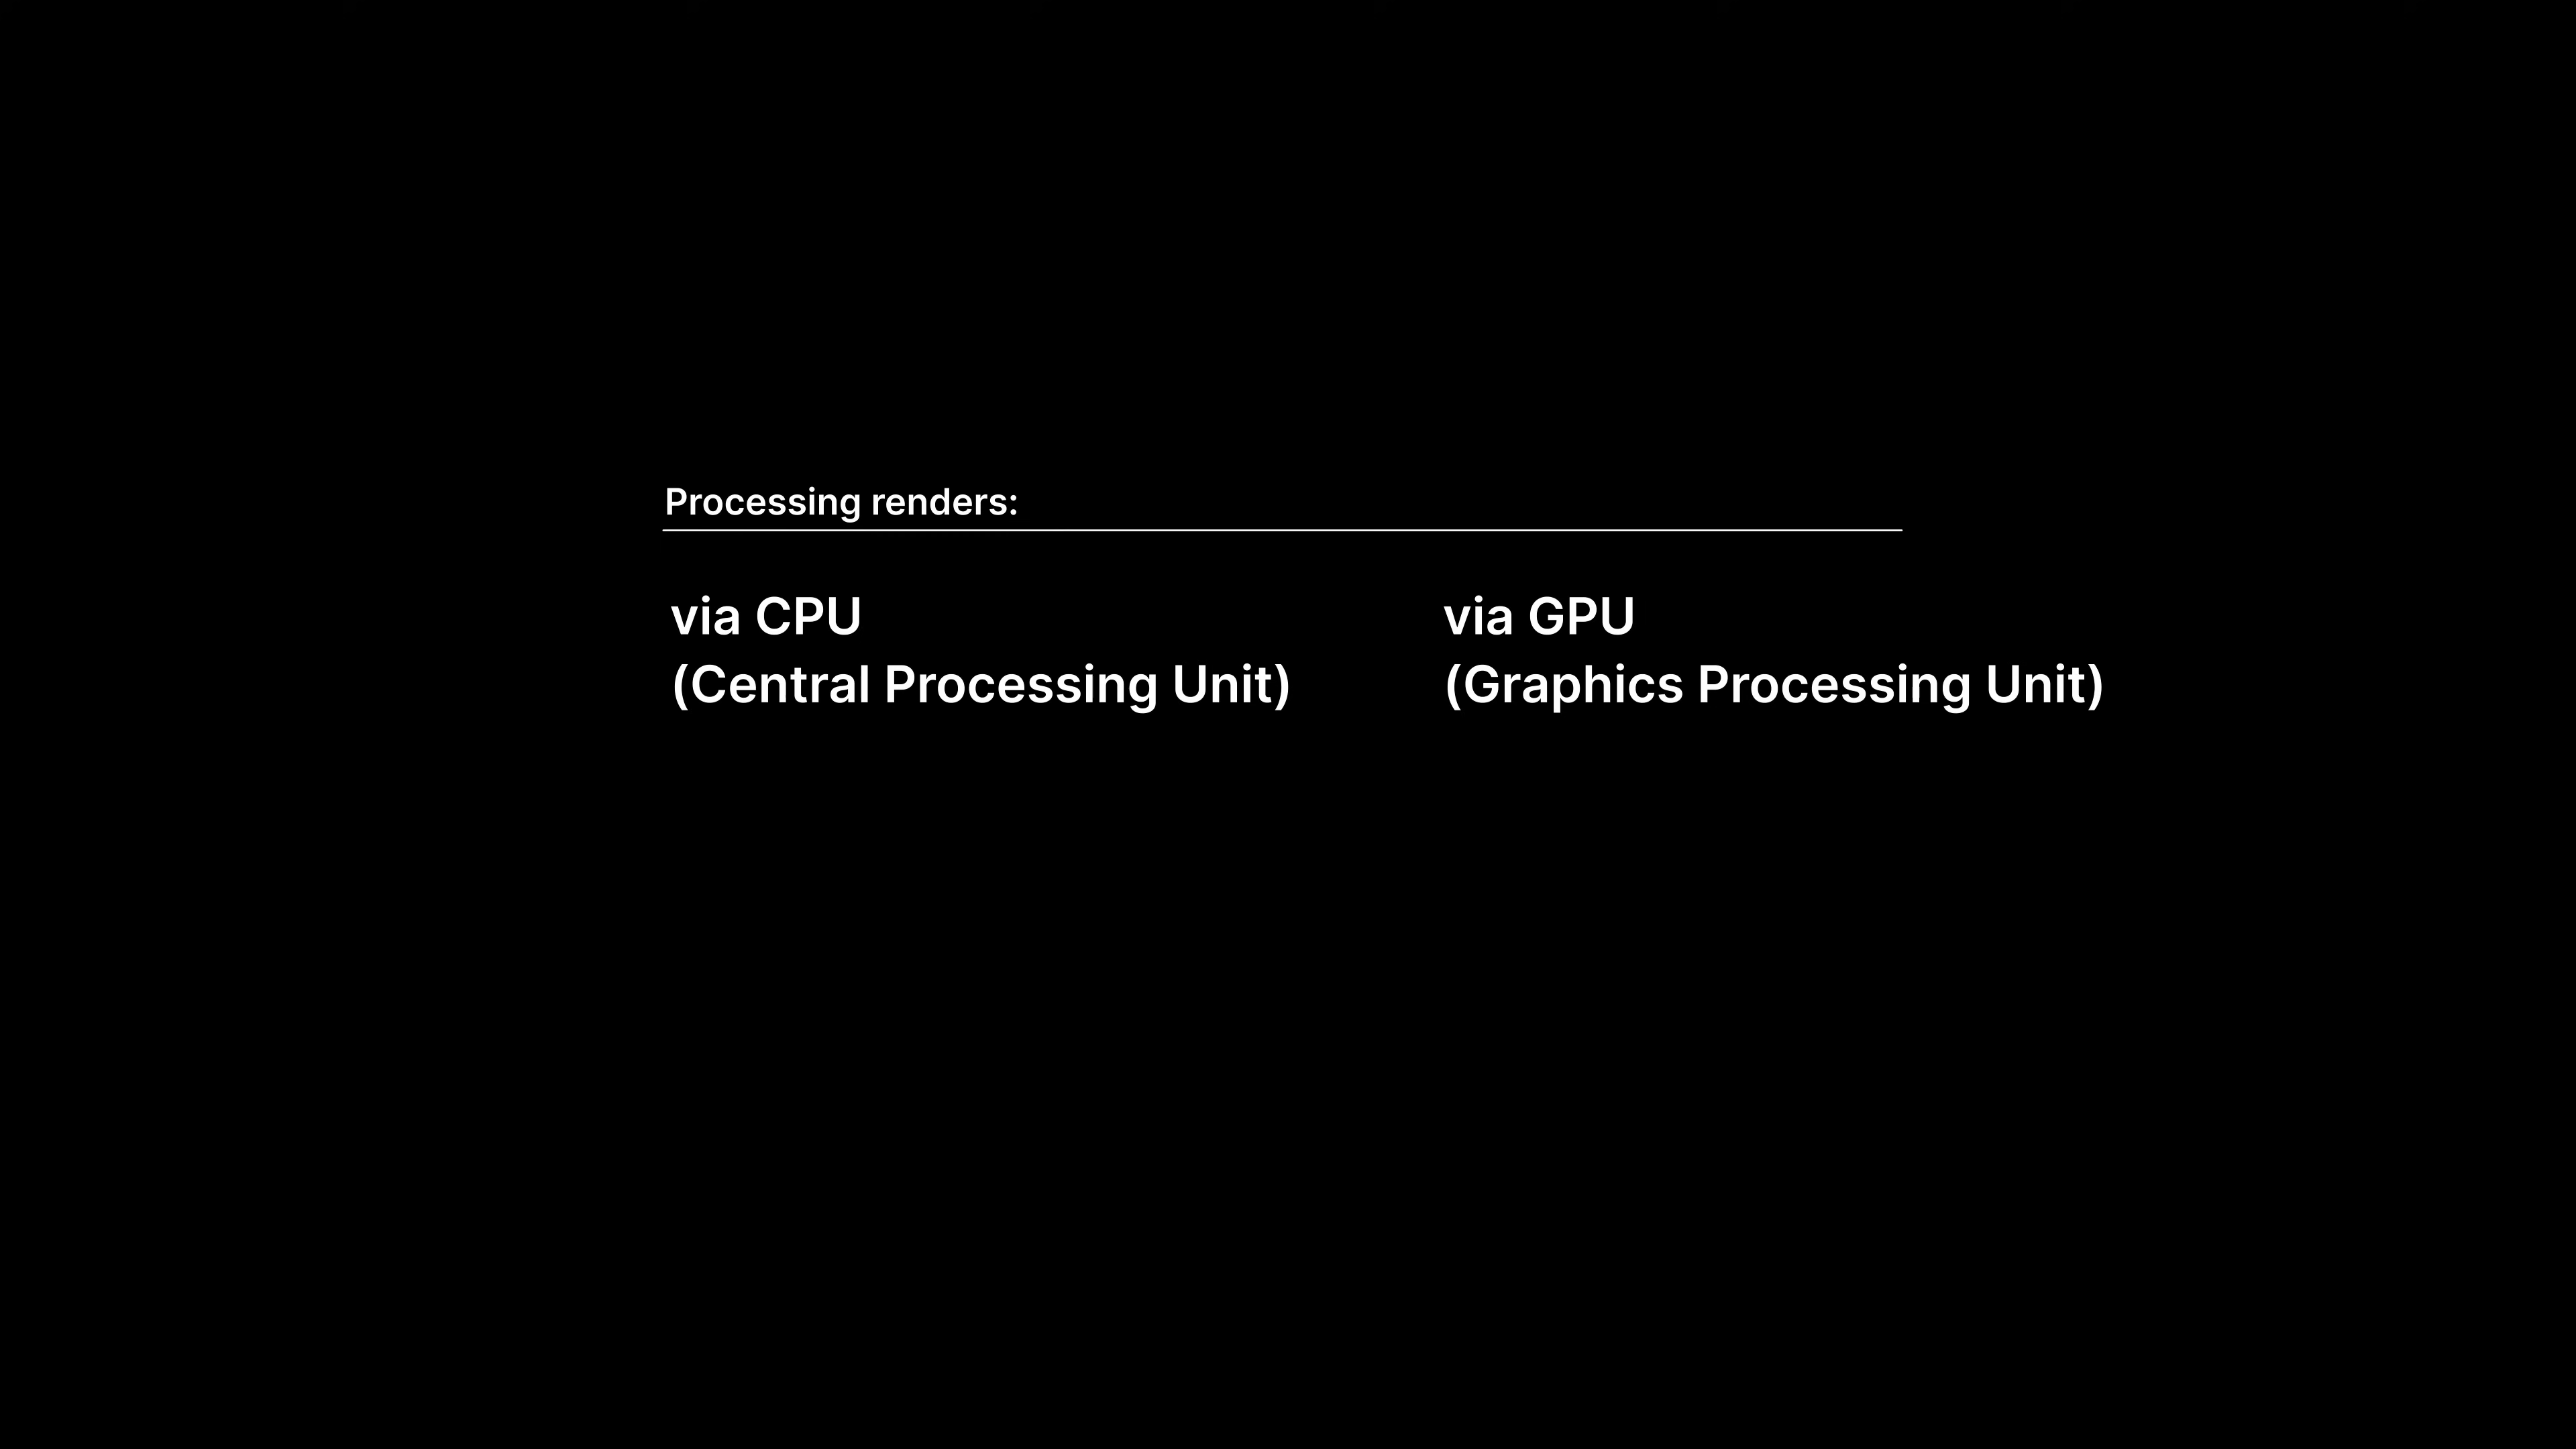 Processing renders:
via CPU
(Central Processing Unit)
via GPU
(Graphics Processing Unit)